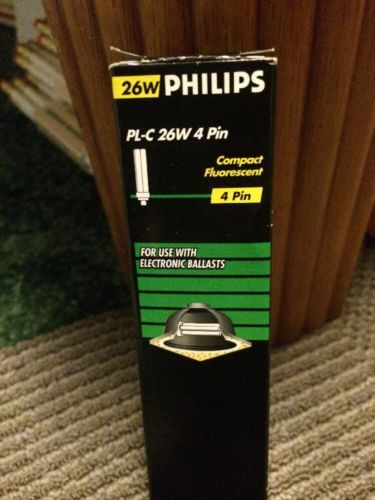 26W PHILIPS
PL-C 26W 4 Pin
Compact
Fluorescent
4 Pin
FOR USE WITH
ELECTRONIC BALLASTS